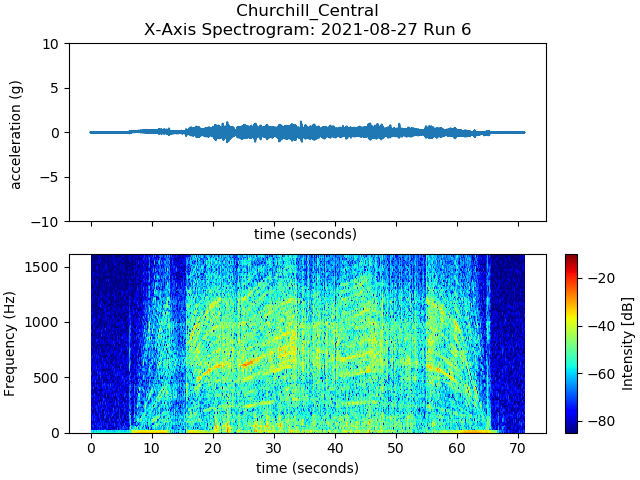 Churchill_Central
X-Axis Spectrogram: 2021-08-27 Run 6
10
5
0
−5
−10
acceleration (g)
time (seconds)
1500
1000
500
0
Frequency (Hz)
0 10 20 30 40 50 60 70
time (seconds)
−20
−40
−60
−80
Intensity [dB]